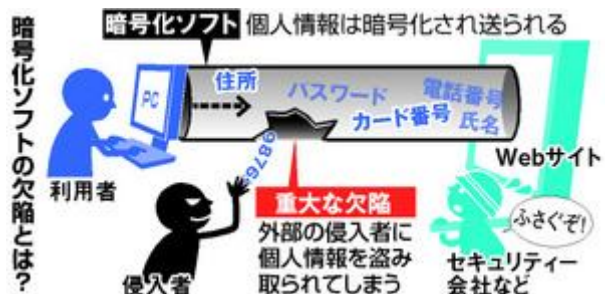 暗号化ソフトの欠陥とは?
暗号化ソフト 個人情報は暗号化され送られる
PC
住所
パスワード
電話番号
カード番号
氏名
利用者
Webサイト
9876
重大な欠陥
外部の侵入者に
個人情報を盗み
取られてしまう
侵入者
ふさぐぞ!
セキュリティー
会社など